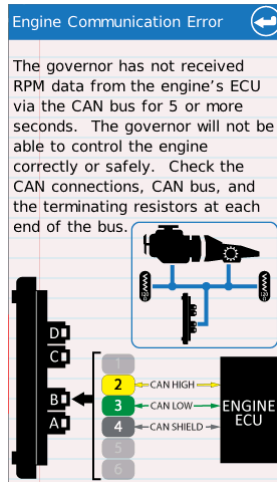 Engine Communication Error
The governor has not received
RPM data from the engine's ECU
via the CAN bus for 5 or more
seconds.  The governor will not be
able to control the engine
correctly or safely.  Check the
CAN connections, CAN bus, and
the terminating resistors at each
end of the bus.
D
C
B
A
1
2
3
4
5
6
CAN HIGH
CAN LOW
CAN SHIELD
ENGINE
ECU